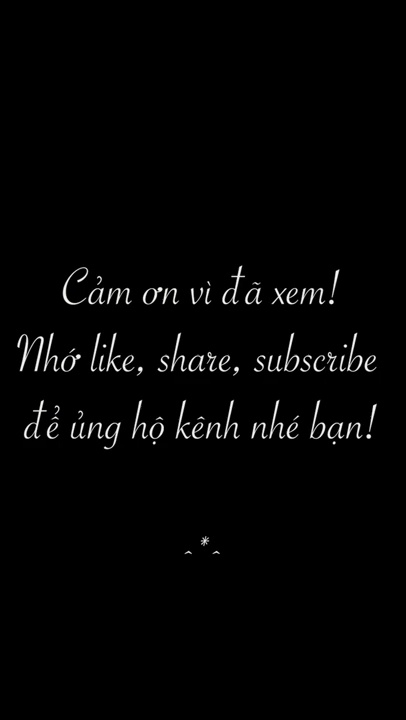 Cảm ơn vì đã xem!
Nhớ like, share, subscribe
để ủng hộ kênh nhé bạn!
^*^